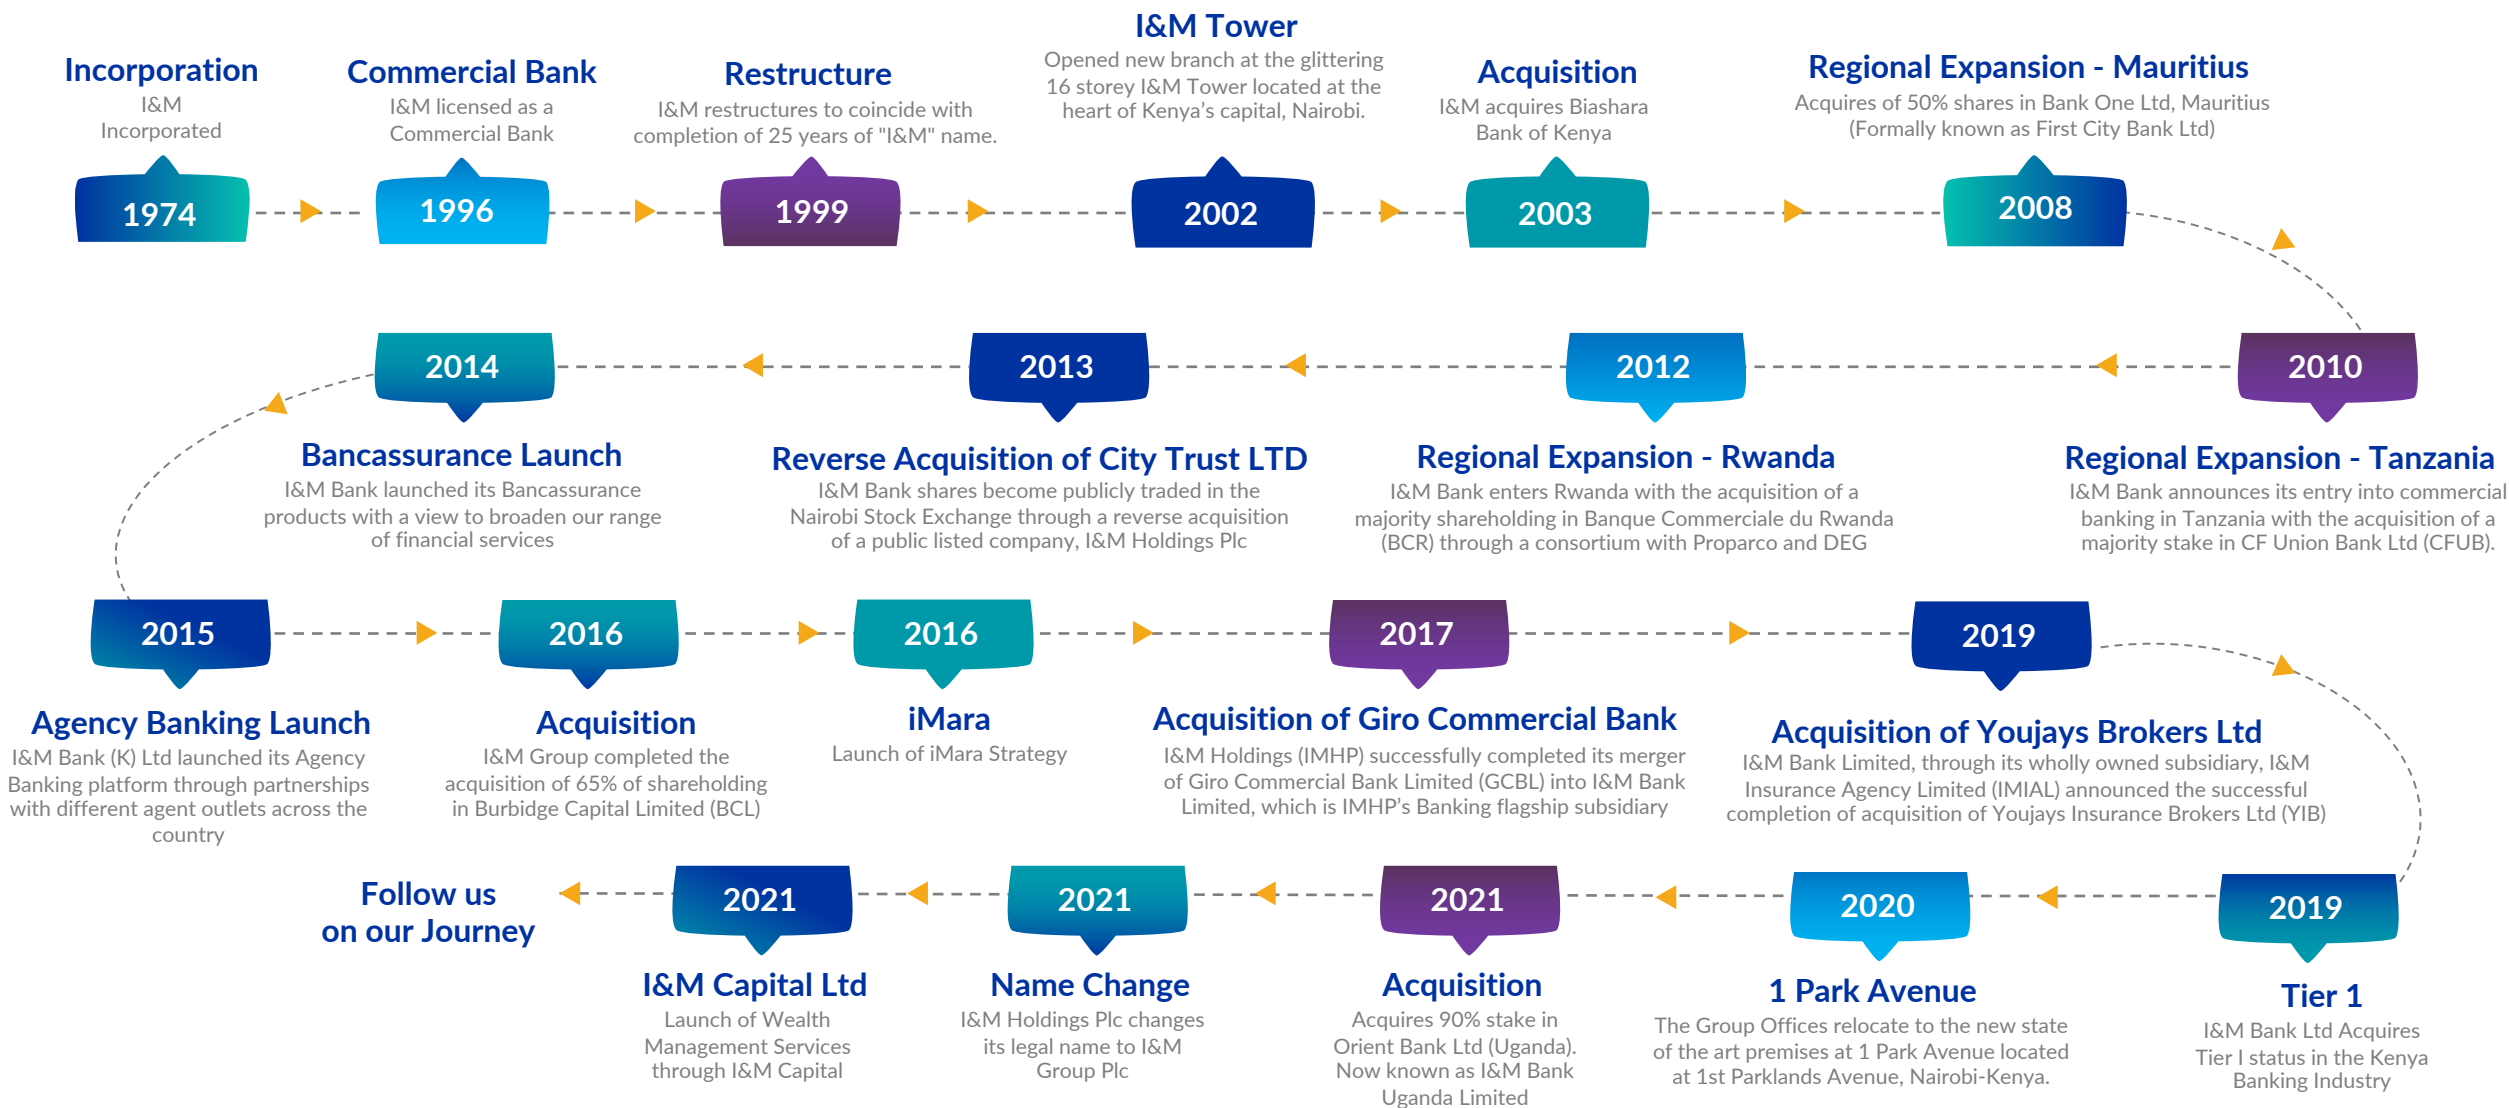 Incorporation
I&M
Incorporated
1974
Commercial Bank
I&M licensed as a
Commercial Bank
1996
Restructure
I&M restructures to coincide with
completion of 25 years of "I&M" name.
1999
I&M Tower
Opened new branch at the glittering
16 storey I&M Tower located at the
heart of Kenya's capital, Nairobi.
2002
Acquisition
I&M acquires Biashara
Bank of Kenya
2003
Regional Expansion - Mauritius
Acquires of 50% shares in Bank One Ltd, Mauritius
(Formally known as First City Bank Ltd)
2008
2010
Regional Expansion - Tanzania
I&M Bank announces its entry into commercial
banking in Tanzania with the acquisition of a
majority stake in CF Union Bank Ltd (CFUB).
2012
Regional Expansion - Rwanda
I&M Bank enters Rwanda with the acquisition of a
majority shareholding in Banque Commerciale du Rwanda
(BCR) through a consortium with Proparco and DEG
2013
Reverse Acquisition of City Trust LTD
I&M Bank shares become publicly traded in the
Nairobi Stock Exchange through a reverse acquisition
of a public listed company, I&M Holdings Plc
2014
Bancassurance Launch
I&M Bank launched its Bancassurance
products with a view to broaden our range
of financial services
2015
Agency Banking Launch
I&M Bank (K) Ltd launched its Agency
Banking platform through partnerships
with different agent outlets across the
country
2016
Acquisition
I&M Group completed the
acquisition of 65% of shareholding
in Burbidge Capital Limited (BCL)
2016
iMara
Launch of iMara Strategy
2017
Acquisition of Giro Commercial Bank
I&M Holdings (IMHP) successfully completed its merger
of Giro Commercial Bank Limited (GCBL) into I&M Bank
Limited, which is IMHP's Banking flagship subsidiary
2019
Acquisition of Youjays Brokers Ltd
I&M Bank Limited, through its wholly owned subsidiary, I&M
Insurance Agency Limited (IMIAL) announced the successful
completion of acquisition of Youjays Insurance Brokers Ltd (YIB)
2019
Tier 1
I&M Bank Ltd Acquires
Tier I status in the Kenya
Banking Industry
2020
1 Park Avenue
The Group Offices relocate to the new state
of the art premises at 1 Park Avenue located
at 1st Parklands Avenue, Nairobi-Kenya.
2021
Acquisition
Acquires 90% stake in
Orient Bank Ltd (Uganda).
Now known as I&M Bank
Uganda Limited
2021
Name Change
I&M Holdings Plc changes
its legal name to I&M
Group Plc
2021
I&M Capital Ltd
Launch of Wealth
Management Services
through I&M Capital
Follow us
on our Journey